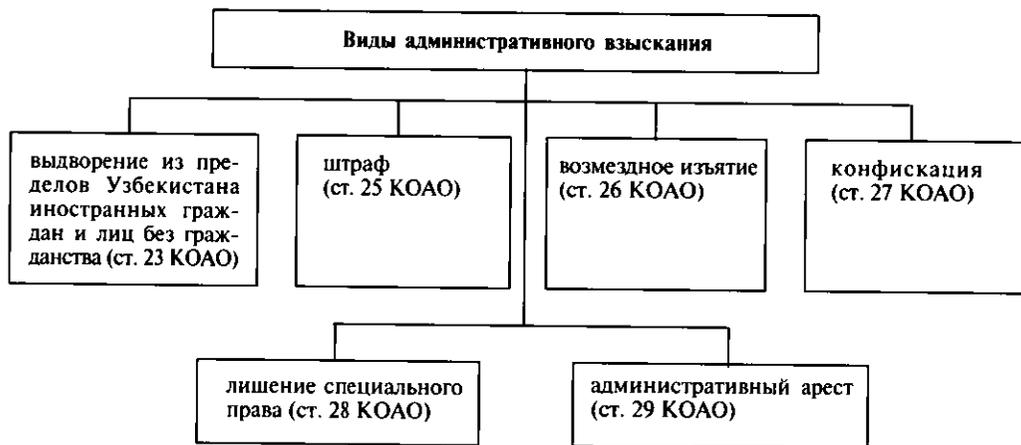 Виды административного взыскания
выдворение из пре-
делов Узбекистана
иностранных граж-
дан и лиц без граж-
данства (ст. 23 КОАО)
штраф
(ст. 25 КОАО)
возмездное изъятие
(ст. 26 КОАО)
конфискация
(ст. 27 КОАО)
лишение специального
права (ст. 28 КОАО)
административный арест
(ст. 29 КОАО)